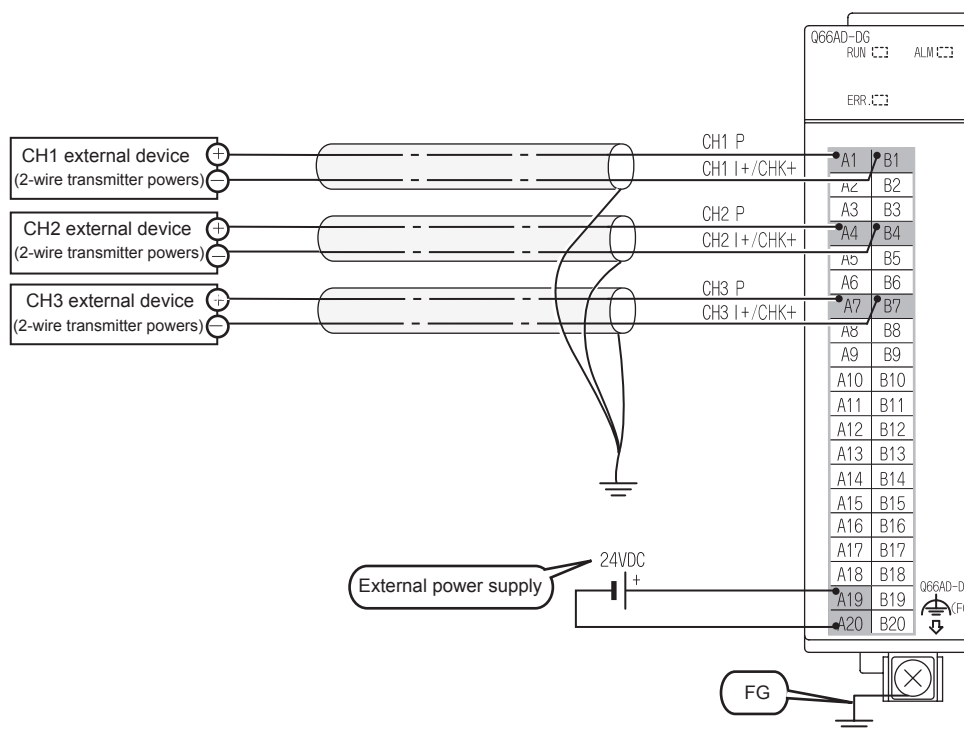 Q66AD-DG
RUN ALM
ERR.
CH1 external device
(2-wire transmitter powers)
+
−
CH1 P
CH1 I+/CHK+
CH2 external device
(2-wire transmitter powers)
+
−
CH2 P
CH2 I+/CHK+
CH3 external device
(2-wire transmitter powers)
+
−
CH3 P
CH3 I+/CHK+
A1 B1
A2 B2
A3 B3
A4 B4
A5 B5
A6 B6
A7 B7
A8 B8
A9 B9
A10 B10
A11 B11
A12 B12
A13 B13
A14 B14
A15 B15
A16 B16
A17 B17
A18 B18
A19 B19
A20 B20
24VDC
+
External power supply
Q66AD-D
FG